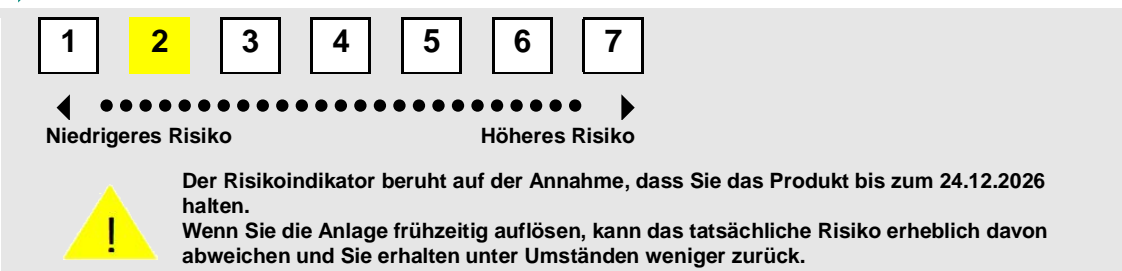 1 2 3 4 5 6 7
Niedrigeres Risiko Höheres Risiko
Der Risikoindikator beruht auf der Annahme, dass Sie das Produkt bis zum 24.12.2026
halten.
Wenn Sie die Anlage frühzeitig auflösen, kann das tatsächliche Risiko erheblich davon
abweichen und Sie erhalten unter Umständen weniger zurück.
!